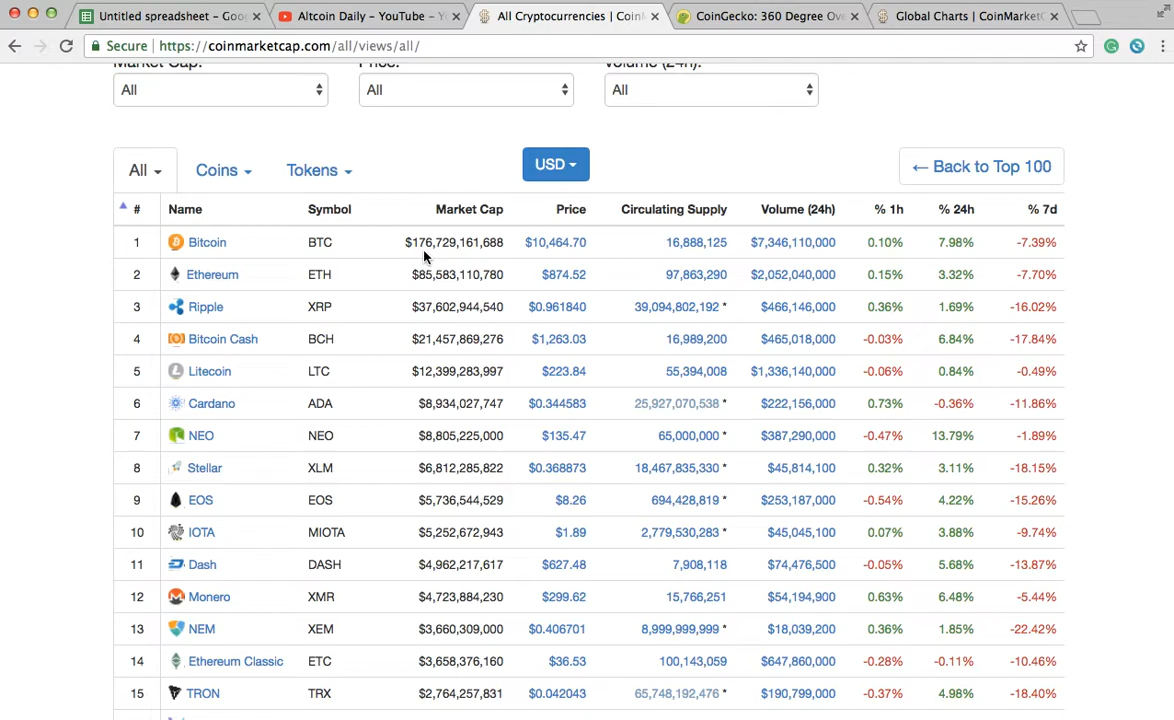 Untitled spreadsheet - Goo
Altcoin Daily - YouTube - Y
All Cryptocurrencies | CoinM
CoinGecko: 360 Degree Ov
Global Charts | CoinMarketC
Secure https://coinmarketcap.com/all/views/all/
Market Cap: Price: Volume (24h):
All All All
All Coins Tokens USD ← Back to Top 100
# Name Symbol Market Cap Price Circulating Supply Volume (24h) % 1h % 24h % 7d
1 Bitcoin BTC $176,729,161,688 $10,464.70 16,888,125 $7,346,110,000 0.10% 7.98% -7.39%
2 Ethereum ETH $85,583,110,780 $874.52 97,863,290 $2,052,040,000 0.15% 3.32% -7.70%
3 Ripple XRP $37,602,944,540 $0.961840 39,094,802,192 * $466,146,000 0.36% 1.69% -16.02%
4 Bitcoin Cash BCH $21,457,869,276 $1,263.03 16,989,200 $465,018,000 -0.03% 6.84% -17.84%
5 Litecoin LTC $12,399,283,997 $223.84 55,394,008 $1,336,140,000 -0.06% 0.84% -0.49%
6 Cardano ADA $8,934,027,747 $0.344583 25,927,070,538 * $222,156,000 0.73% -0.36% -11.86%
7 NEO NEO $8,805,225,000 $135.47 65,000,000 * $387,290,000 -0.47% 13.79% -1.89%
8 Stellar XLM $6,812,285,822 $0.368873 18,467,835,330 * $45,814,100 0.32% 3.11% -18.15%
9 EOS EOS $5,736,544,529 $8.26 694,428,819 * $253,187,000 -0.54% 4.22% -15.26%
10 IOTA MIOTA $5,252,672,943 $1.89 2,779,530,283 * $45,045,100 0.07% 3.88% -9.74%
11 Dash DASH $4,962,217,617 $627.48 7,908,118 $74,476,500 -0.05% 5.68% -13.87%
12 Monero XMR $4,723,884,230 $299.62 15,766,251 $54,194,900 0.63% 6.48% -5.44%
13 NEM XEM $3,660,309,000 $0.406701 8,999,999,999 * $18,039,200 0.36% 1.85% -22.42%
14 Ethereum Classic ETC $3,658,376,160 $36.53 100,143,059 $647,860,000 -0.28% -0.11% -10.46%
15 TRON TRX $2,764,257,831 $0.042043 65,748,192,476 * $190,799,000 -0.37% 4.98% -18.40%